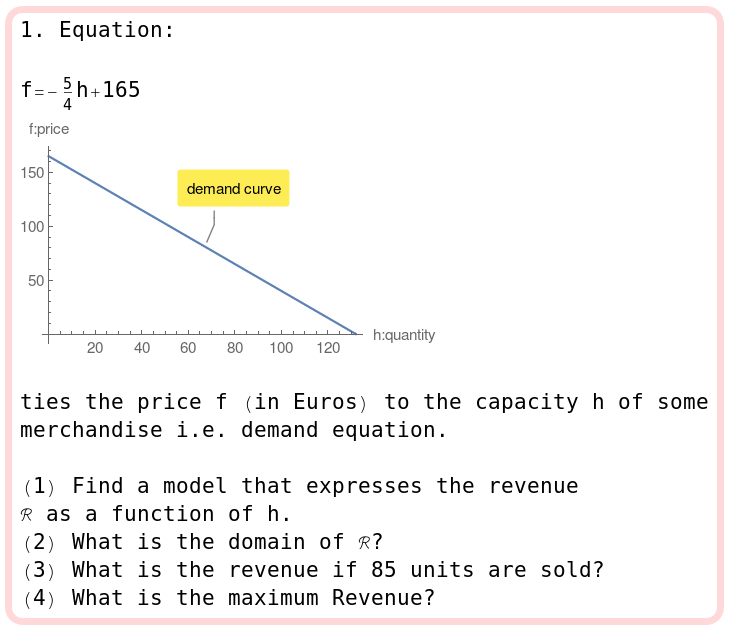 1. Equation:
f=-5/4 h+165
f:price
150
demand curve
100
50
h:quantity
20 40 60 80 100 120
ties the price f (in Euros) to the capacity h of some
merchandise i.e. demand equation.
(1) Find a model that expresses the revenue
ℛ as a function of h.
(2) What is the domain of ℛ?
(3) What is the revenue if 85 units are sold?
(4) What is the maximum Revenue?